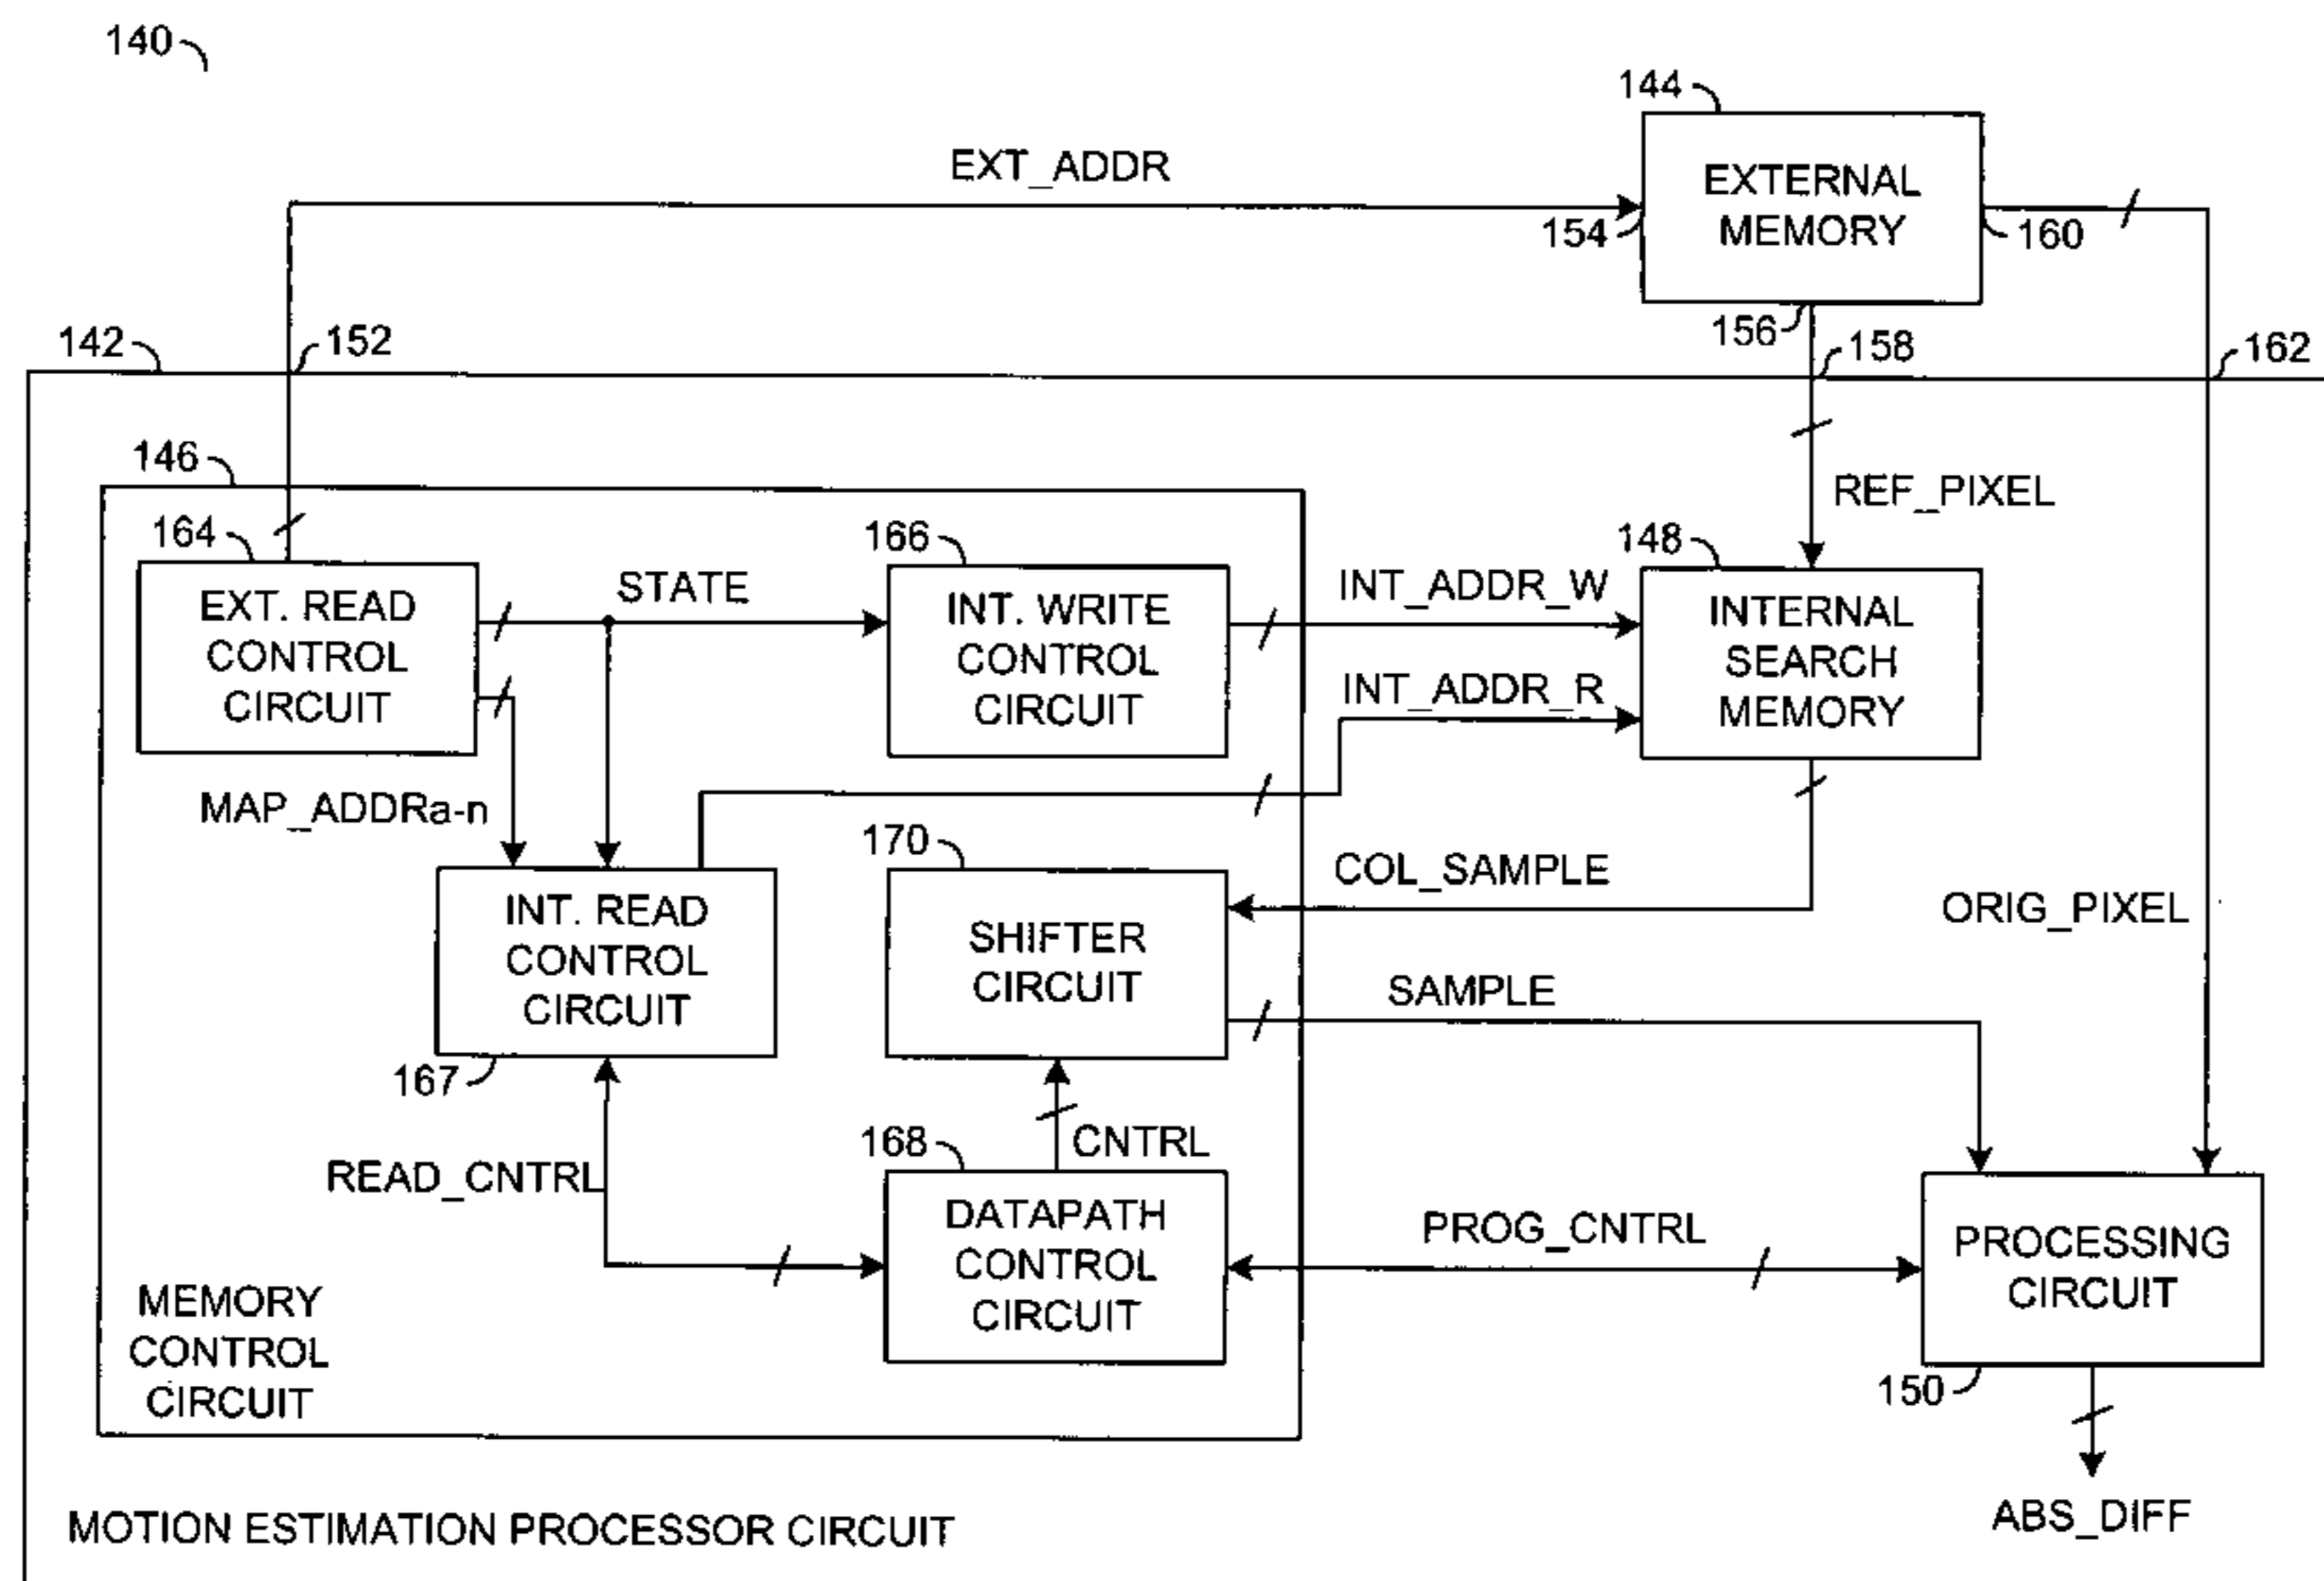 140
144
EXT_ADDR
EXTERNAL
MEMORY
154
160
156
142
152
158
162
146
REF_PIXEL
164
166
148
EXT. READ
CONTROL
CIRCUIT
STATE
INT. WRITE
CONTROL
CIRCUIT
INT_ADDR_W
INT_ADDR_R
INTERNAL
SEARCH
MEMORY
MAP_ADDRa-n
170
COL_SAMPLE
ORIG_PIXEL
INT. READ
CONTROL
CIRCUIT
SHIFTER
CIRCUIT
SAMPLE
167
168
CNTRL
READ_CNTRL
DATAPATH
CONTROL
CIRCUIT
PROG_CNTRL
PROCESSING
CIRCUIT
MEMORY
CONTROL
CIRCUIT
150
ABS_DIFF
MOTION ESTIMATION PROCESSOR CIRCUIT